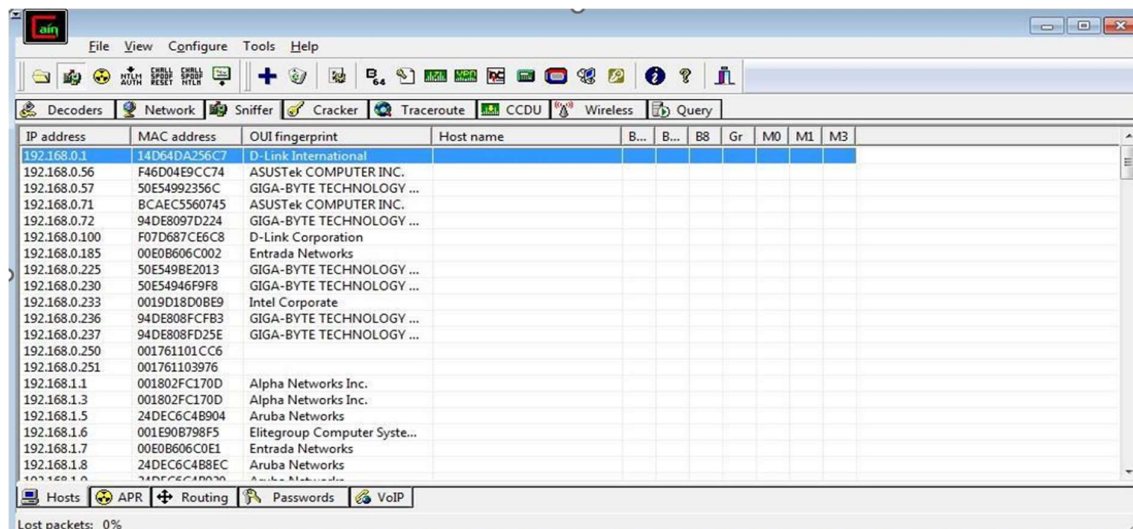 Cain
File View Configure Tools Help
NTLM AUTH CHALL SPOOF RESET CHALL SPOOF NTLM B 64
Decoders Network Sniffer Cracker Traceroute CCDU Wireless Query
IP address MAC address OUI fingerprint Host name B... B... B8 Gr M0 M1 M3
192.168.0.1 14D64DA256C7 D-Link International
192.168.0.56 F46D04E9CC74 ASUSTek COMPUTER INC.
192.168.0.57 50E54992356C GIGA-BYTE TECHNOLOGY ...
192.168.0.71 BCAEC5560745 ASUSTek COMPUTER INC.
192.168.0.72 94DE8097D224 GIGA-BYTE TECHNOLOGY ...
192.168.0.100 F07D687CE6C8 D-Link Corporation
192.168.0.185 00E0B606C002 Entrada Networks
192.168.0.225 50E549BE2013 GIGA-BYTE TECHNOLOGY ...
192.168.0.230 50E54946F9F8 GIGA-BYTE TECHNOLOGY ...
192.168.0.233 0019D18D0BE9 Intel Corporate
192.168.0.236 94DE808FCFB3 GIGA-BYTE TECHNOLOGY ...
192.168.0.237 94DE808FD25E GIGA-BYTE TECHNOLOGY ...
192.168.0.250 001761101CC6
192.168.0.251 001761103976
192.168.1.1 001802FC170D Alpha Networks Inc.
192.168.1.3 001802FC170D Alpha Networks Inc.
192.168.1.5 24DEC6C4B904 Aruba Networks
192.168.1.6 001E90B798F5 Elitegroup Computer Syste...
192.168.1.7 00E0B606C0E1 Entrada Networks
192.168.1.8 24DEC6C4B8EC Aruba Networks
Hosts APR Routing Passwords VoIP
Lost packets: 0%